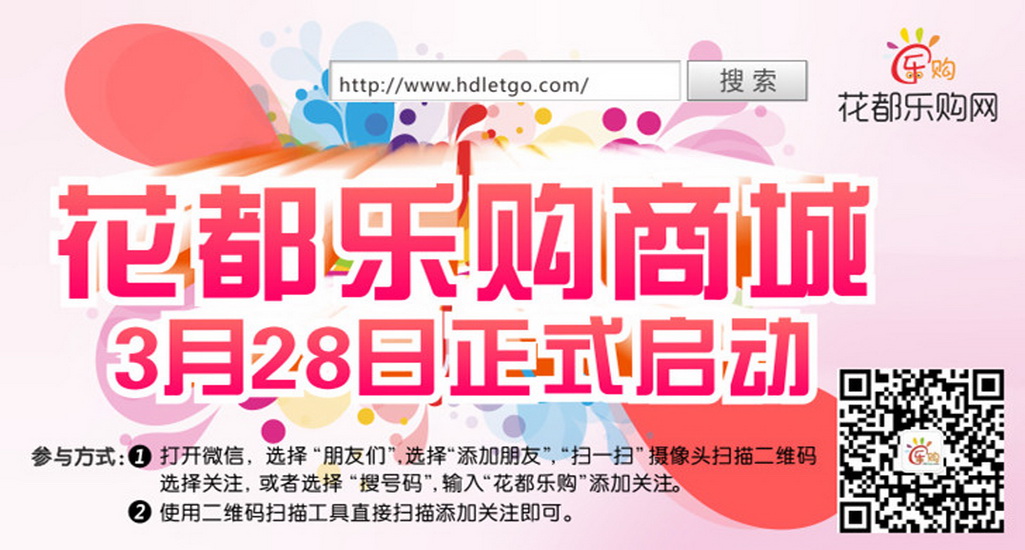 http://www.hdletgo.com/ 搜索
乐购
花都乐购网
花都乐购商城
3月28日正式启动
参与方式：❶ 打开微信，选择“朋友们”,选择“添加朋友”,“扫一扫”摄像头扫描二维码
选择关注, 或者选择“搜号码”,输入“花都乐购”添加关注。
❷ 使用二维码扫描工具直接扫描添加关注即可。
乐购